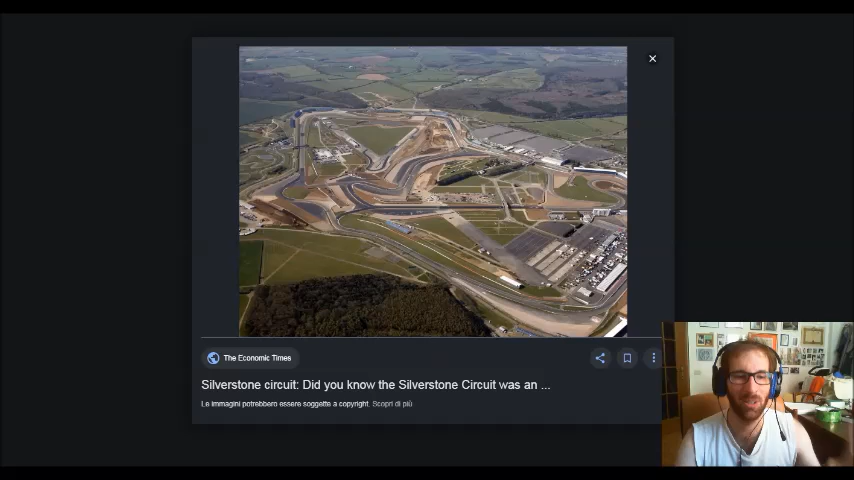 The Economic Times
Silverstone circuit: Did you know the Silverstone Circuit was an ...
Le immagini potrebbero essere soggette a copyright. Scopri di più